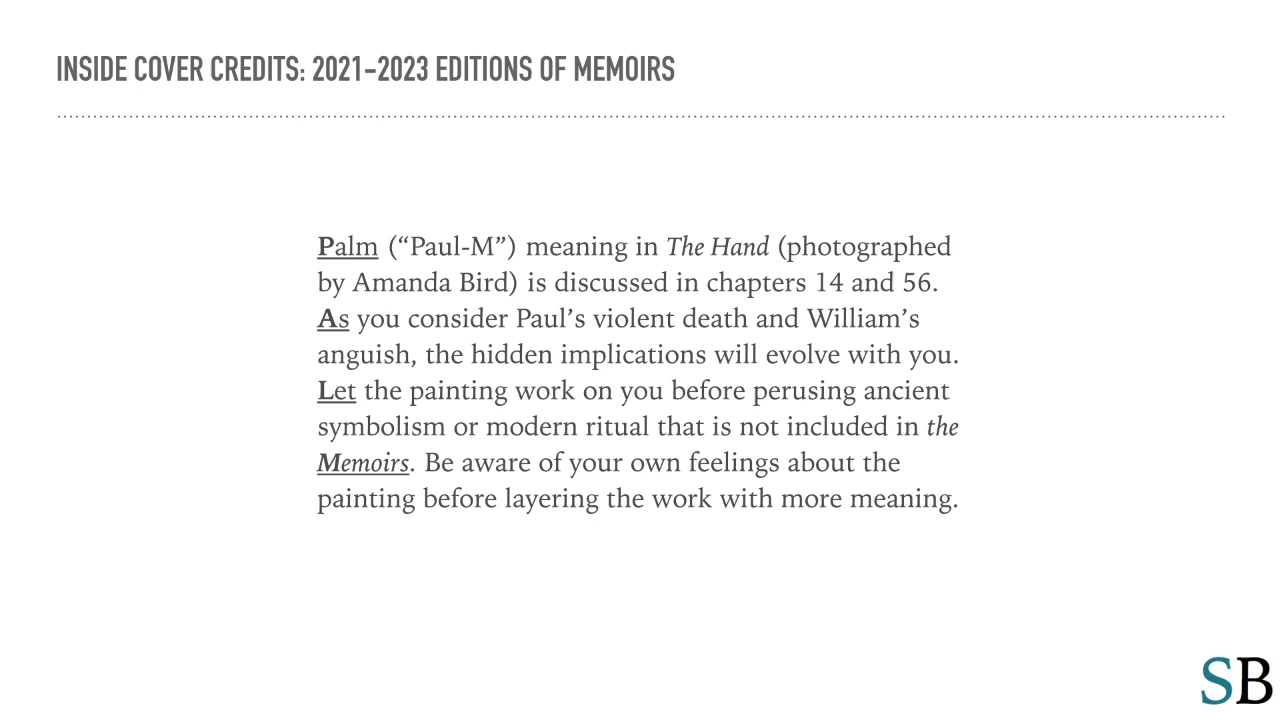 INSIDE COVER CREDITS: 2021–2023 EDITIONS OF MEMOIRS
Palm (“Paul-M”) meaning in The Hand (photographed
by Amanda Bird) is discussed in chapters 14 and 56.
As you consider Paul’s violent death and William’s
anguish, the hidden implications will evolve with you.
Let the painting work on you before perusing ancient
symbolism or modern ritual that is not included in the
Memoirs. Be aware of your own feelings about the
painting before layering the work with more meaning.
SB